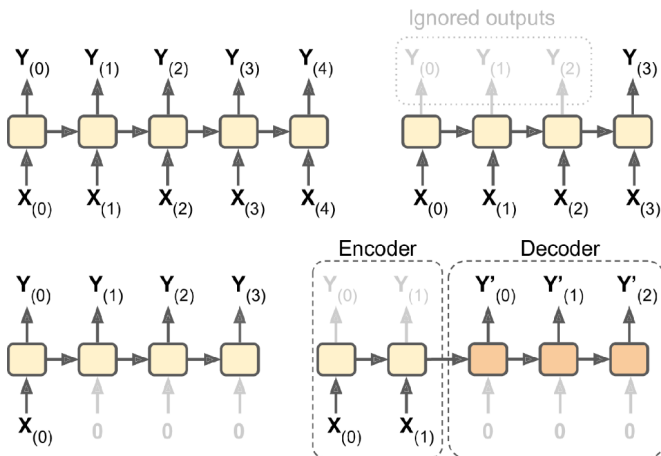 Ignored outputs
Y(0) Y(1) Y(2) Y(3) Y(4)
Y(0) Y(1) Y(2) Y(3)
X(0) X(1) X(2) X(3) X(4)
X(0) X(1) X(2) X(3)
Encoder Decoder
Y(0) Y(1) Y(2) Y(3)
Y(0) Y(1) Y’(0) Y’(1) Y’(2)
X(0) 0 0 0
X(0) X(1) 0 0 0